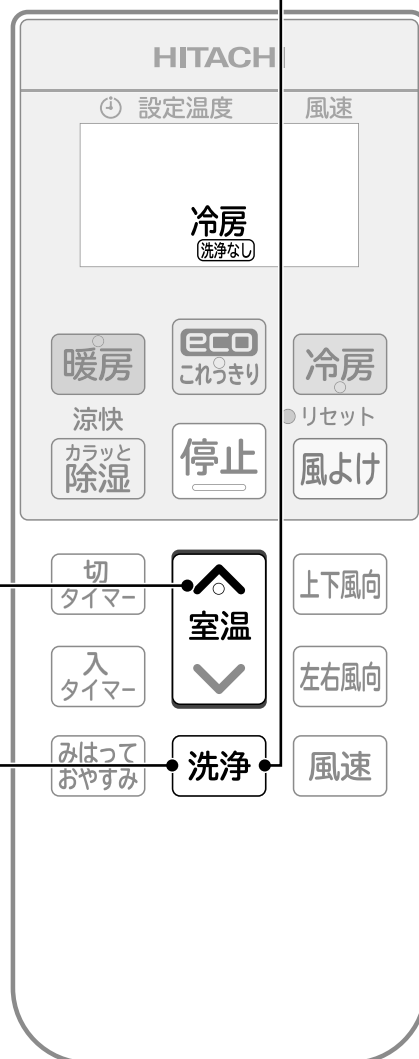 HITACHI
設定温度 風速
冷房
洗浄なし
暖房
eco
これっきり
冷房
涼快
リセット
カラッと
除湿
停止
風よけ
切
タイマー
室温
上下風向
入
タイマー
左右風向
みはって
おやすみ
洗浄
風速